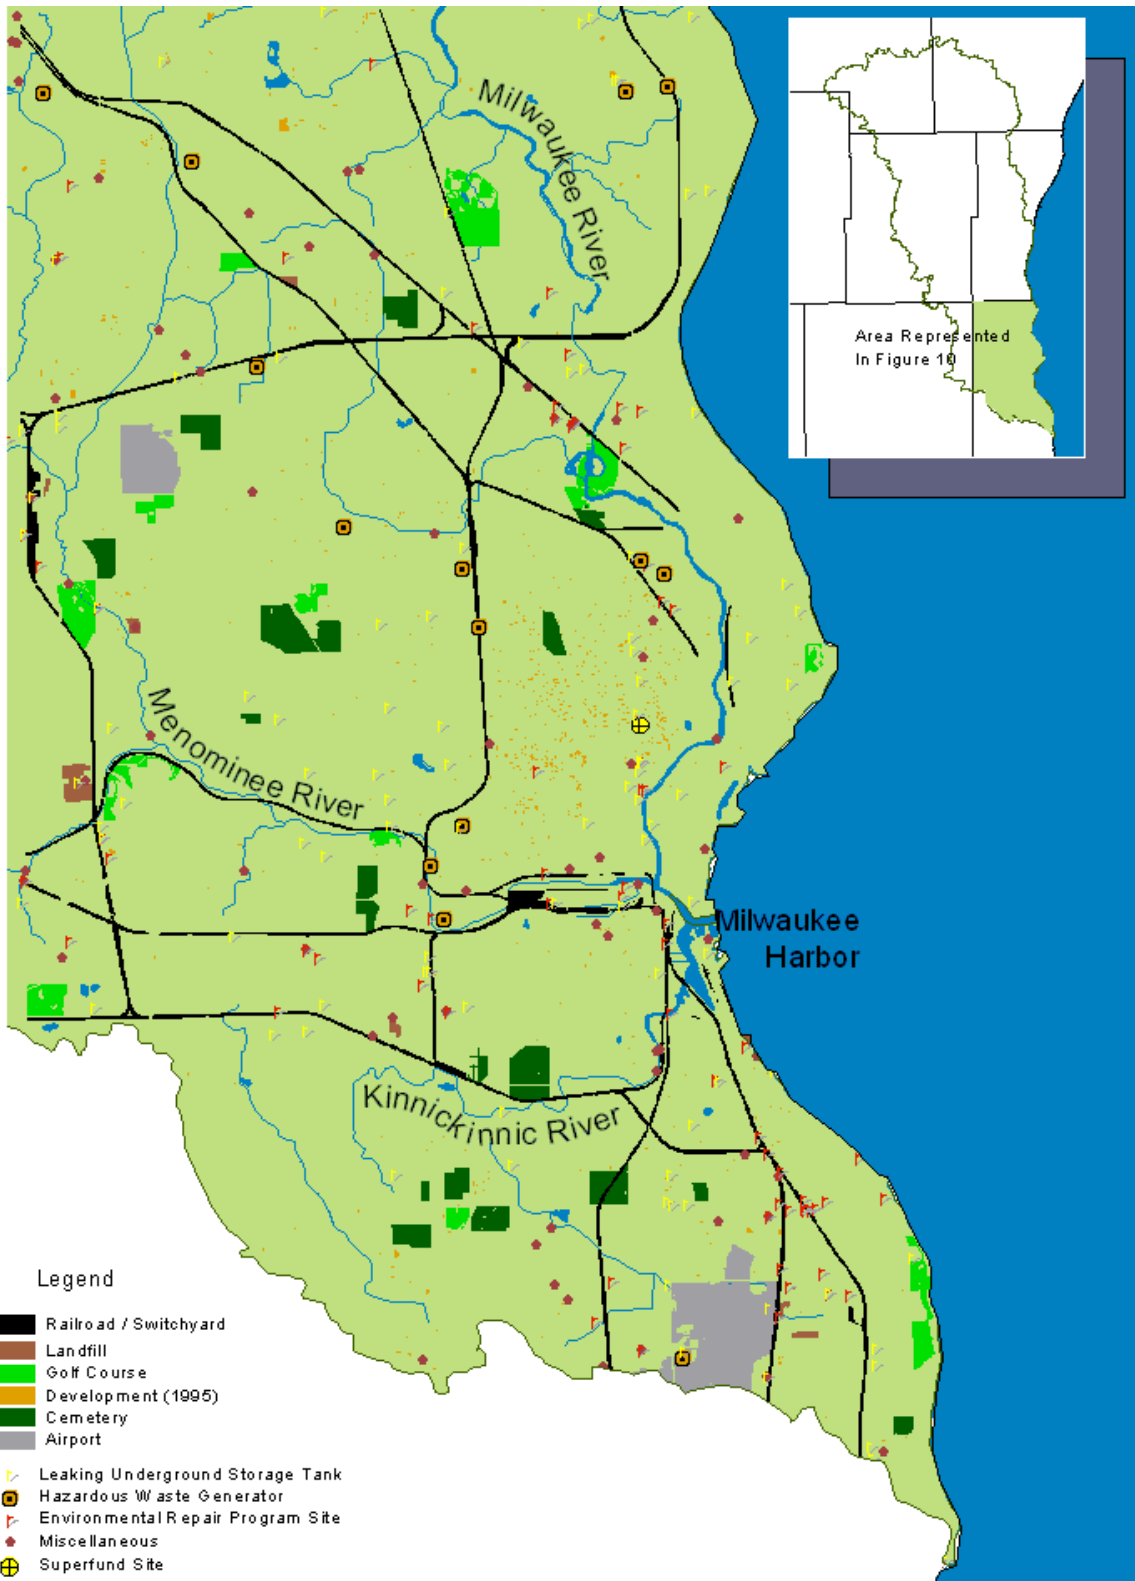 Milwaukee River
Area Represented
In Figure 10
Menominee River
Milwaukee
Harbor
Kinnickinnic River
Legend
Railroad / Switchyard
Landfill
Golf Course
Development (1995)
Cemetery
Airport
Leaking Underground Storage Tank
Hazardous Waste Generator
Environmental Repair Program Site
Miscellaneous
Superfund Site